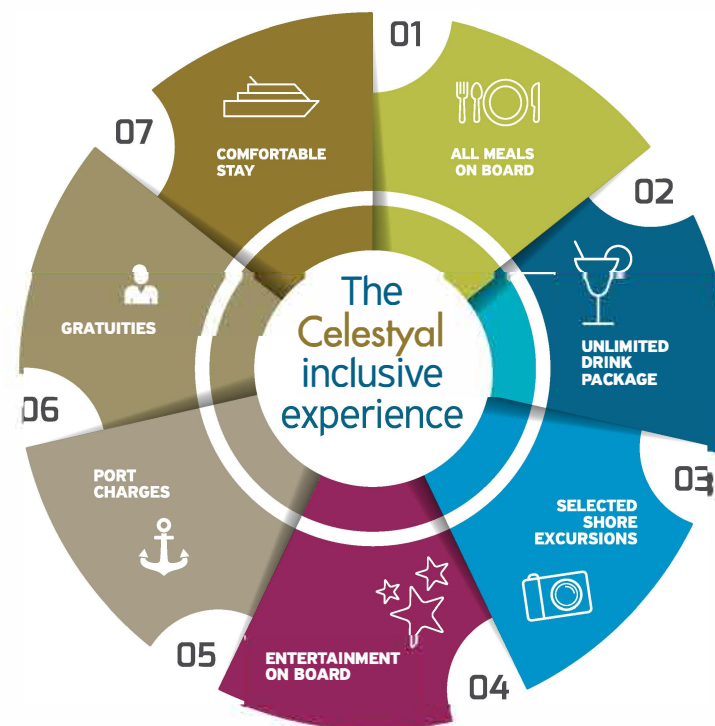 01
ALL MEALS
ON BOARD
02
UNLIMITED
DRINK
PACKAGE
03
SELECTED
SHORE
EXCURSIONS
04
ENTERTAINMENT
ON BOARD
05
PORT
CHARGES
06
GRATUITIES
07
COMFORTABLE
STAY
The
Celestyal
inclusive
experience